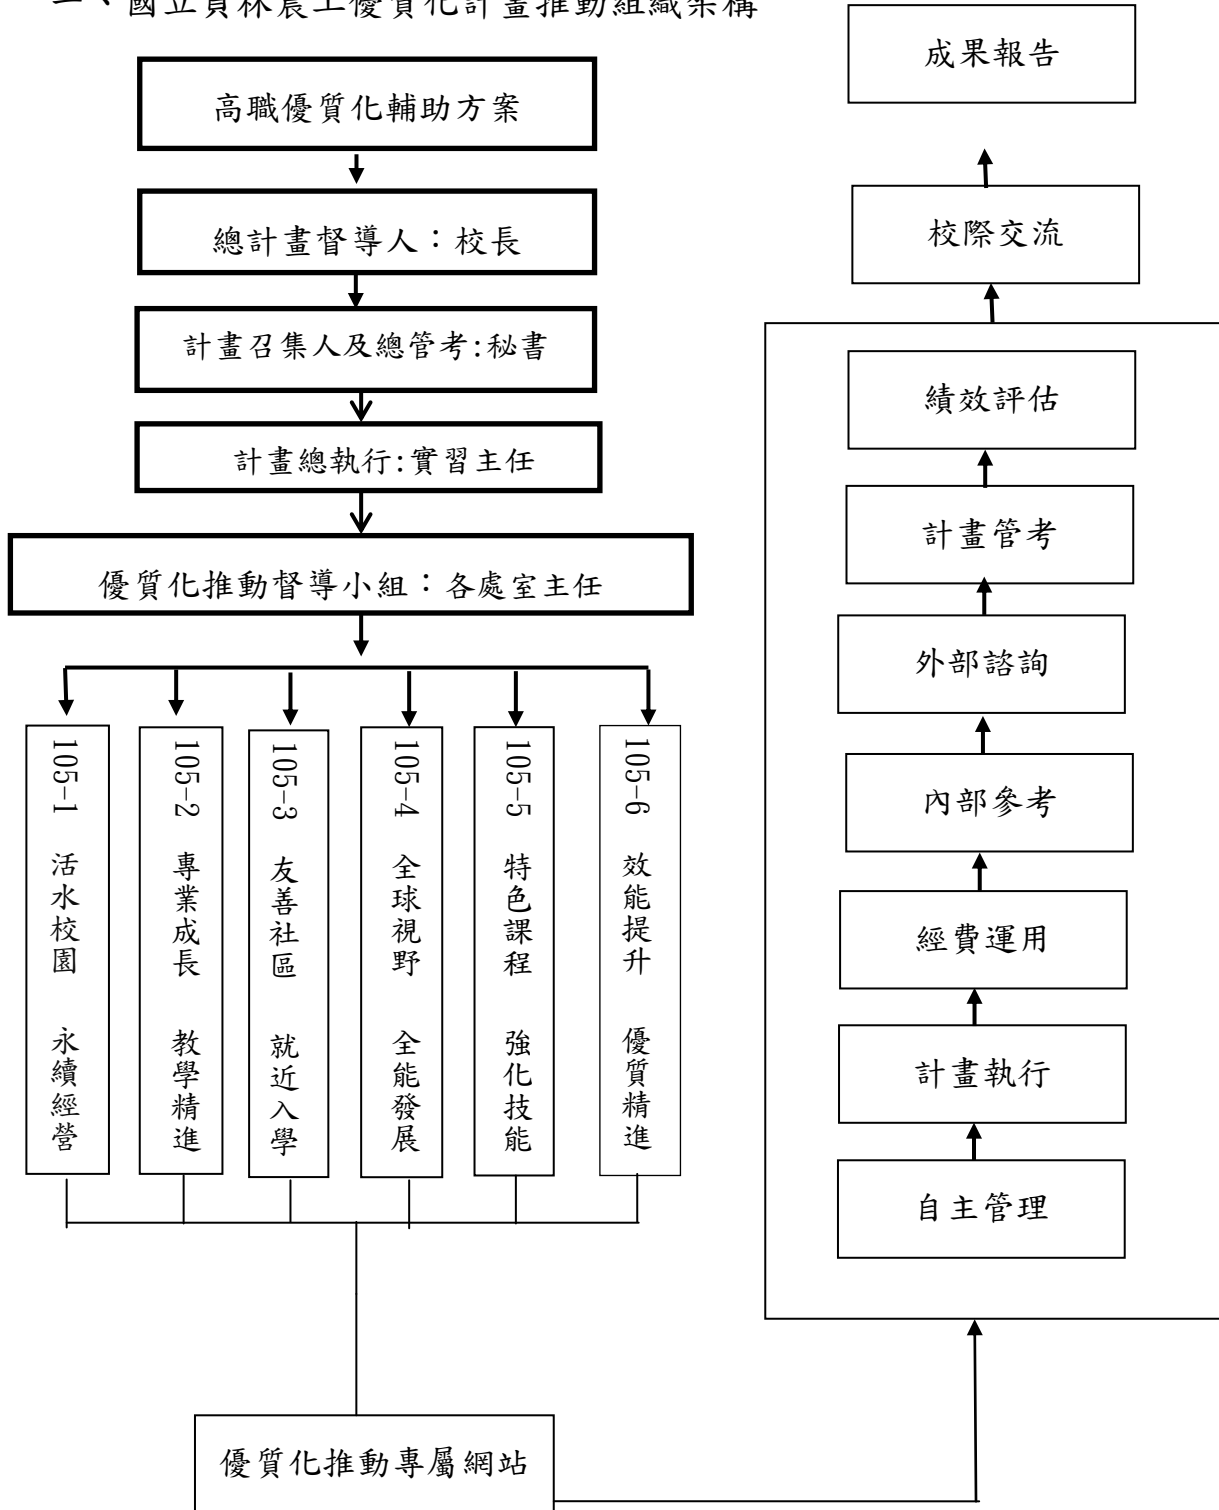 、國立員林農工優質化計畫推動組織架構
高職優質化輔助方案
總計畫督導人：校長
計畫召集人及總管考:秘書
計畫總執行:實習主任
優質化推動督導小組：各處室主任
105-1 活水校園 永續經營
105-2 專業成長 教學精進
105-3 友善社區 就近入學
105-4 全球視野 全能發展
105-5 特色課程 強化技能
105-6 效能提升 優質精進
優質化推動專屬網站
成果報告
校際交流
績效評估
計畫管考
外部諮詢
內部參考
經費運用
計畫執行
自主管理